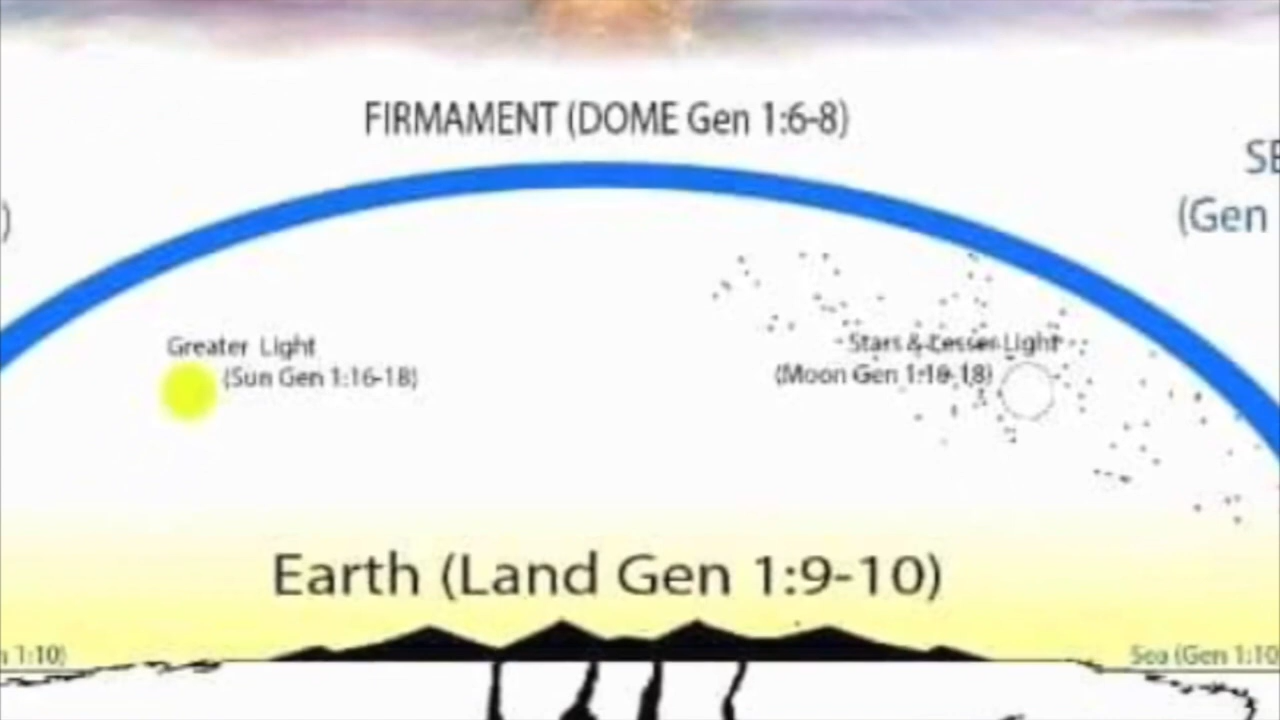 FIRMAMENT (DOME Gen 1:6-8)
(Gen
Greater Light
(Sun Gen 1:16-18)
Stars & Lesser Light
(Moon Gen 1:16-18)
Earth (Land Gen 1:9-10)
1:10)
Sea (Gen 1:10